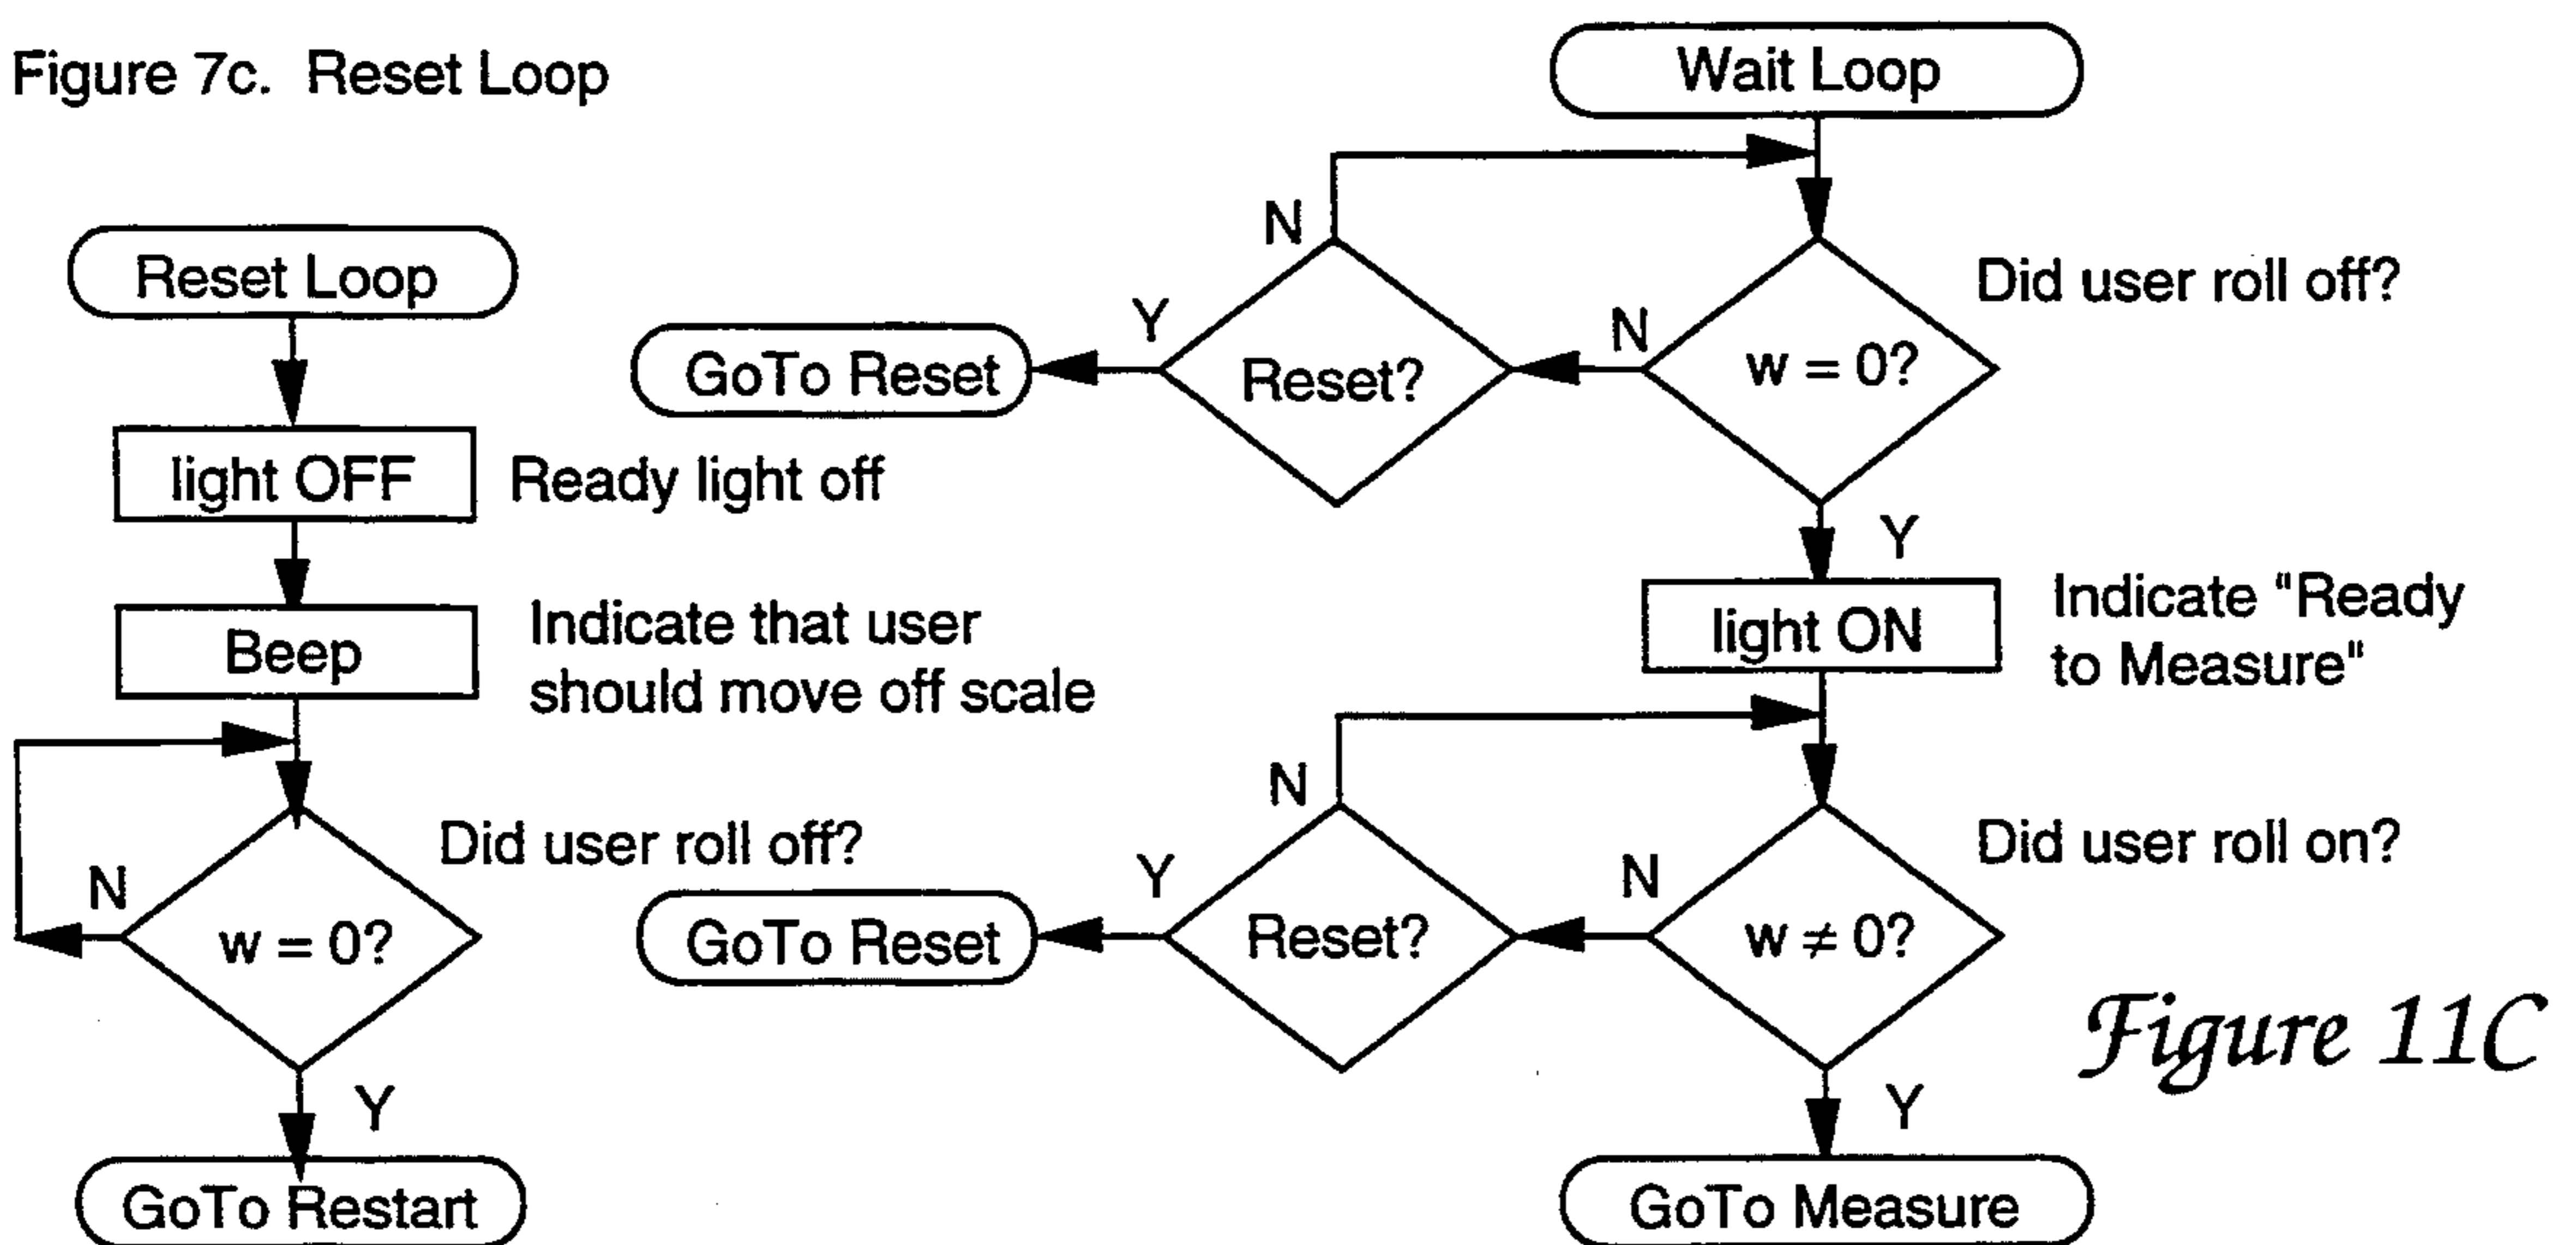 Figure 7c. Reset Loop
Reset Loop
light OFF
Ready light off
Beep
Indicate that user
should move off scale
Did user roll off?
N
w = 0?
Y
GoTo Restart
Wait Loop
N
Did user roll off?
Y
GoTo Reset
Reset?
N
w = 0?
Y
light ON
Indicate "Ready
to Measure"
N
Did user roll on?
Y
GoTo Reset
Reset?
N
w ≠ 0?
Y
GoTo Measure
Figure 11C